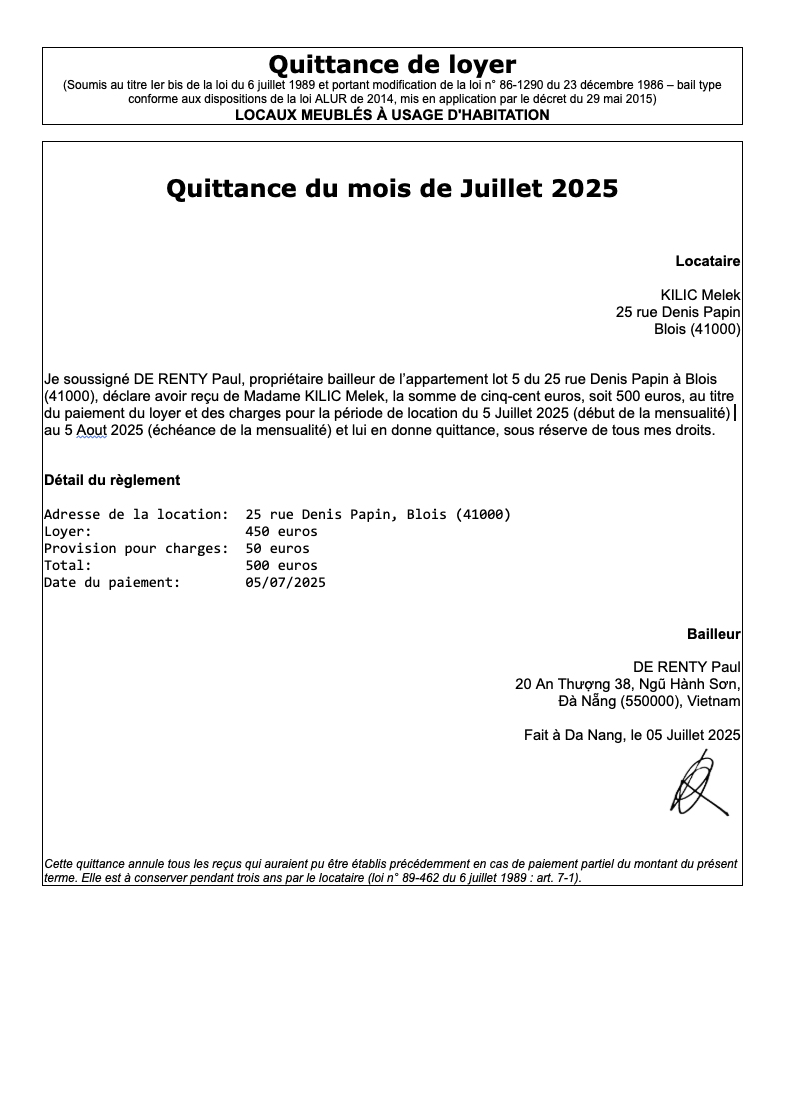 Quittance de loyer
(Soumis au titre Ier bis de la loi du 6 juillet 1989 et portant modification de la loi n° 86-1290 du 23 décembre 1986 – bail type
conforme aux dispositions de la loi ALUR de 2014, mis en application par le décret du 29 mai 2015)
LOCAUX MEUBLÉS À USAGE D'HABITATION
Quittance du mois de Juillet 2025
Locataire
KILIC Melek
25 rue Denis Papin
Blois (41000)
Je soussigné DE RENTY Paul, propriétaire bailleur de l’appartement lot 5 du 25 rue Denis Papin à Blois
(41000), déclare avoir reçu de Madame KILIC Melek, la somme de cinq-cent euros, soit 500 euros, au titre
du paiement du loyer et des charges pour la période de location du 5 Juillet 2025 (début de la mensualité)
au 5 Aout 2025 (échéance de la mensualité) et lui en donne quittance, sous réserve de tous mes droits.
Détail du règlement
Adresse de la location: 25 rue Denis Papin, Blois (41000)
Loyer: 450 euros
Provision pour charges: 50 euros
Total: 500 euros
Date du paiement: 05/07/2025
Bailleur
DE RENTY Paul
20 An Thượng 38, Ngũ Hành Sơn,
Đà Nẵng (550000), Vietnam
Fait à Da Nang, le 05 Juillet 2025
Cette quittance annule tous les reçus qui auraient pu être établis précédemment en cas de paiement partiel du montant du présent
terme. Elle est à conserver pendant trois ans par le locataire (loi n° 89-462 du 6 juillet 1989 : art. 7-1).